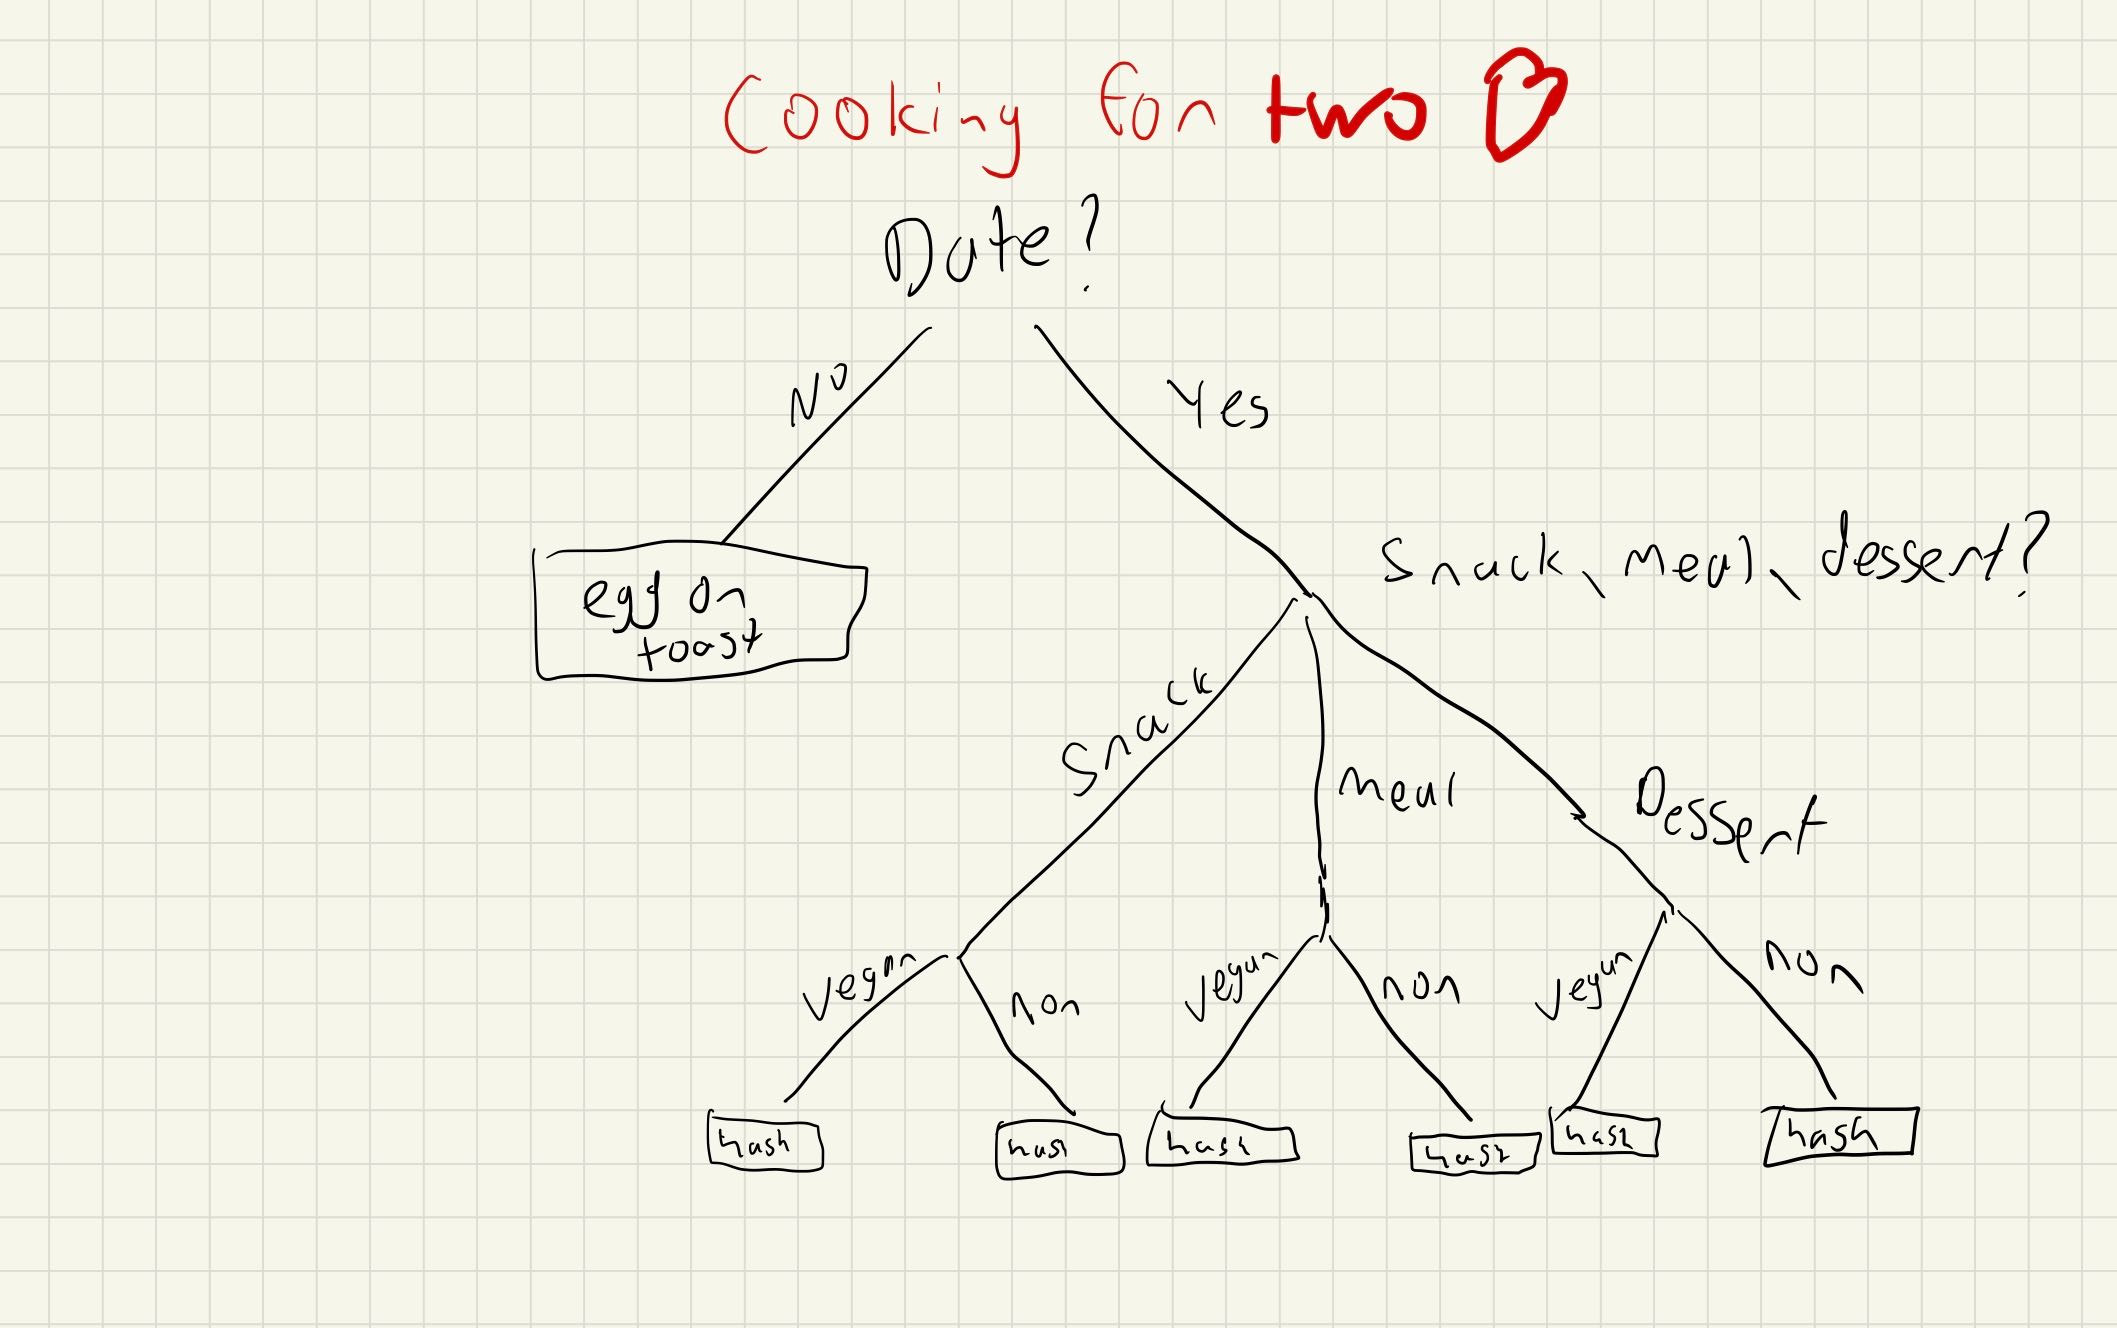 Cooking for two
Date?
No
Yes
Snack, meal, dessert?
egg on
toast
Snack
meal
Dessert
vegan
non
vegan
non
vegan
non
hash
hash
hash
hash
hash
hash